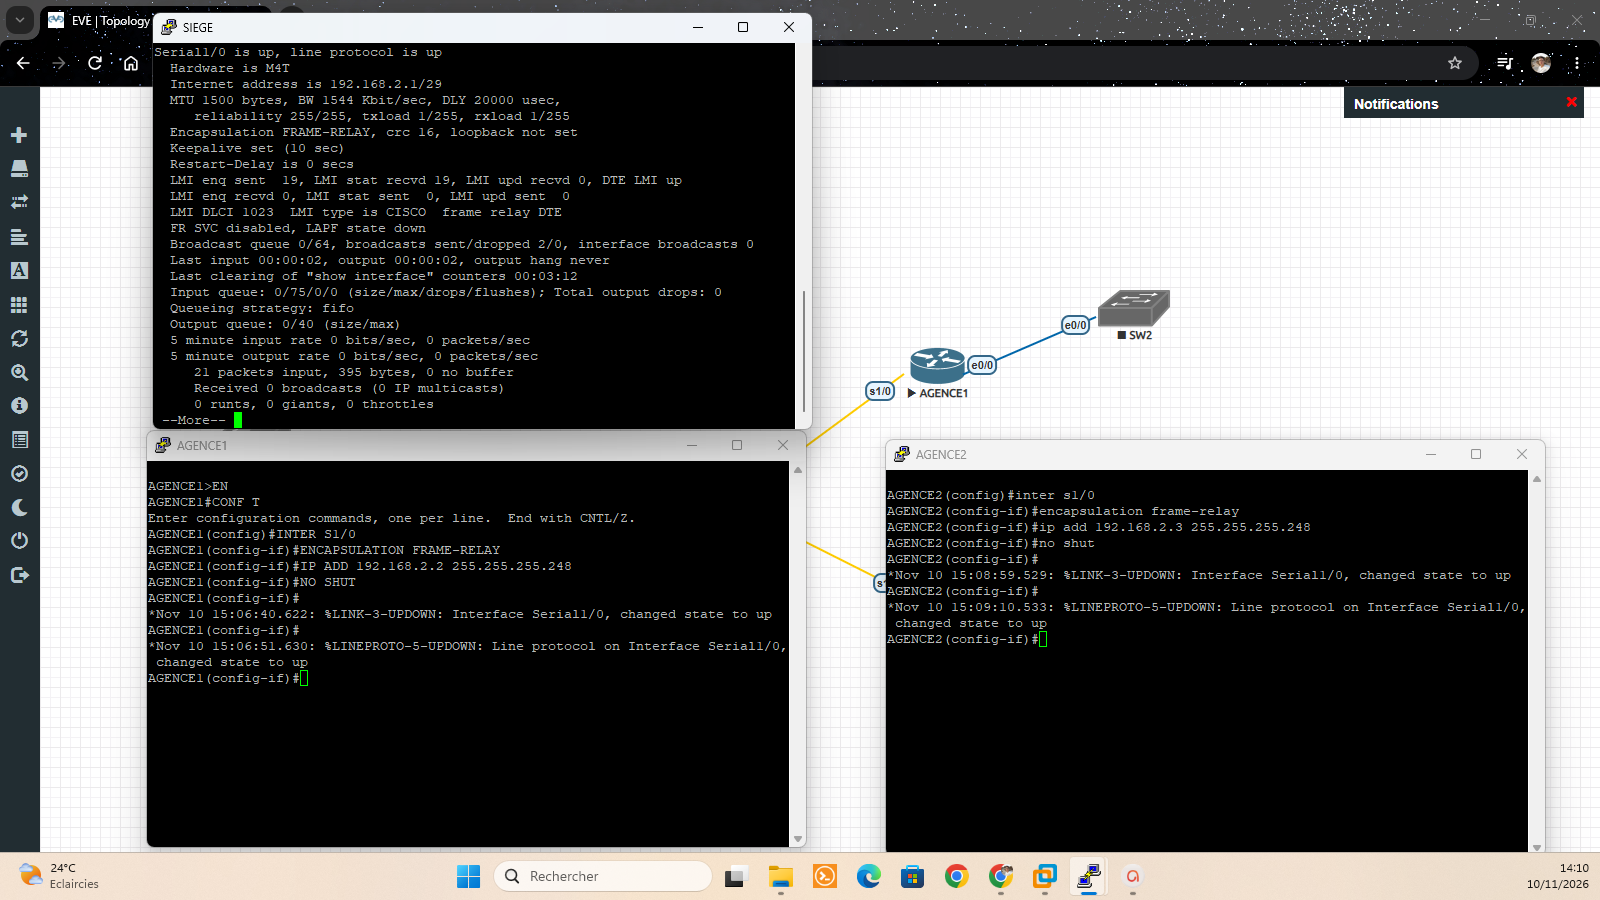 EVE | Topology
SIEGE
Serial1/0 is up, line protocol is up
Hardware is M4T
Internet address is 192.168.2.1/29
MTU 1500 bytes, BW 1544 Kbit/sec, DLY 20000 usec,
reliability 255/255, txload 1/255, rxload 1/255
Encapsulation FRAME-RELAY, crc 16, loopback not set
Keepalive set (10 sec)
Restart-Delay is 0 secs
LMI enq sent  19, LMI stat recvd 19, LMI upd recvd 0, DTE LMI up
LMI enq recvd 0, LMI stat sent  0, LMI upd sent  0
LMI DLCI 1023  LMI type is CISCO  frame relay DTE
FR SVC disabled, LAPF state down
Broadcast queue 0/64, broadcasts sent/dropped 2/0, interface broadcasts 0
Last input 00:00:02, output 00:00:02, output hang never
Last clearing of "show interface" counters 00:03:12
Input queue: 0/75/0/0 (size/max/drops/flushes); Total output drops: 0
Queueing strategy: fifo
Output queue: 0/40 (size/max)
5 minute input rate 0 bits/sec, 0 packets/sec
5 minute output rate 0 bits/sec, 0 packets/sec
21 packets input, 395 bytes, 0 no buffer
Received 0 broadcasts (0 IP multicasts)
0 runts, 0 giants, 0 throttles
--More--
Notifications
e0/0
SW2
e0/0
s1/0
AGENCE1
AGENCE1
AGENCE1>EN
AGENCE1#CONF T
Enter configuration commands, one per line.  End with CNTL/Z.
AGENCE1(config)#INTER S1/0
AGENCE1(config-if)#ENCAPSULATION FRAME-RELAY
AGENCE1(config-if)#IP ADD 192.168.2.2 255.255.255.248
AGENCE1(config-if)#NO SHUT
AGENCE1(config-if)#
*Nov 10 15:06:40.622: %LINK-3-UPDOWN: Interface Serial1/0, changed state to up
AGENCE1(config-if)#
*Nov 10 15:06:51.630: %LINEPROTO-5-UPDOWN: Line protocol on Interface Serial1/0,
changed state to up
AGENCE1(config-if)#
AGENCE2
AGENCE2(config)#inter s1/0
AGENCE2(config-if)#encapsulation frame-relay
AGENCE2(config-if)#ip add 192.168.2.3 255.255.255.248
AGENCE2(config-if)#no shut
AGENCE2(config-if)#
*Nov 10 15:08:59.529: %LINK-3-UPDOWN: Interface Serial1/0, changed state to up
AGENCE2(config-if)#
*Nov 10 15:09:10.533: %LINEPROTO-5-UPDOWN: Line protocol on Interface Serial1/0,
changed state to up
AGENCE2(config-if)#
24°C
Eclaircies
Rechercher
14:10
10/11/2026